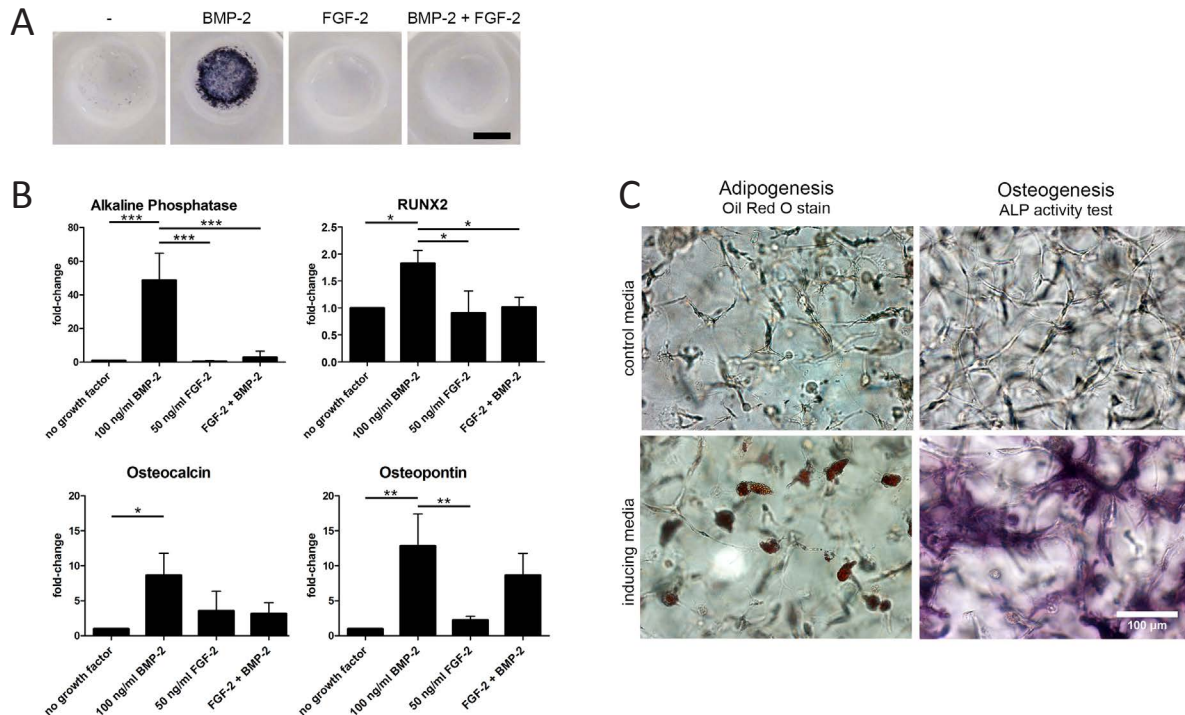 A
- BMP-2 FGF-2 BMP-2 + FGF-2
B
Alkaline Phosphatase
fold-change
80
60
40
20
0
***
***
***
no growth factor
100 ng/ml BMP-2
50 ng/ml FGF-2
FGF-2 + BMP-2
RUNX2
fold-change
2.5
2.0
1.5
1.0
0.5
0.0
*
*
*
no growth factor
100 ng/ml BMP-2
50 ng/ml FGF-2
FGF-2 + BMP-2
Osteocalcin
fold-change
20
15
10
5
0
*
no growth factor
100 ng/ml BMP-2
50 ng/ml FGF-2
FGF-2 + BMP-2
Osteopontin
fold-change
20
15
10
5
0
**
**
no growth factor
100 ng/ml BMP-2
50 ng/ml FGF-2
FGF-2 + BMP-2
C
Adipogenesis
Oil Red O stain
Osteogenesis
ALP activity test
control media
inducing media
100 µm